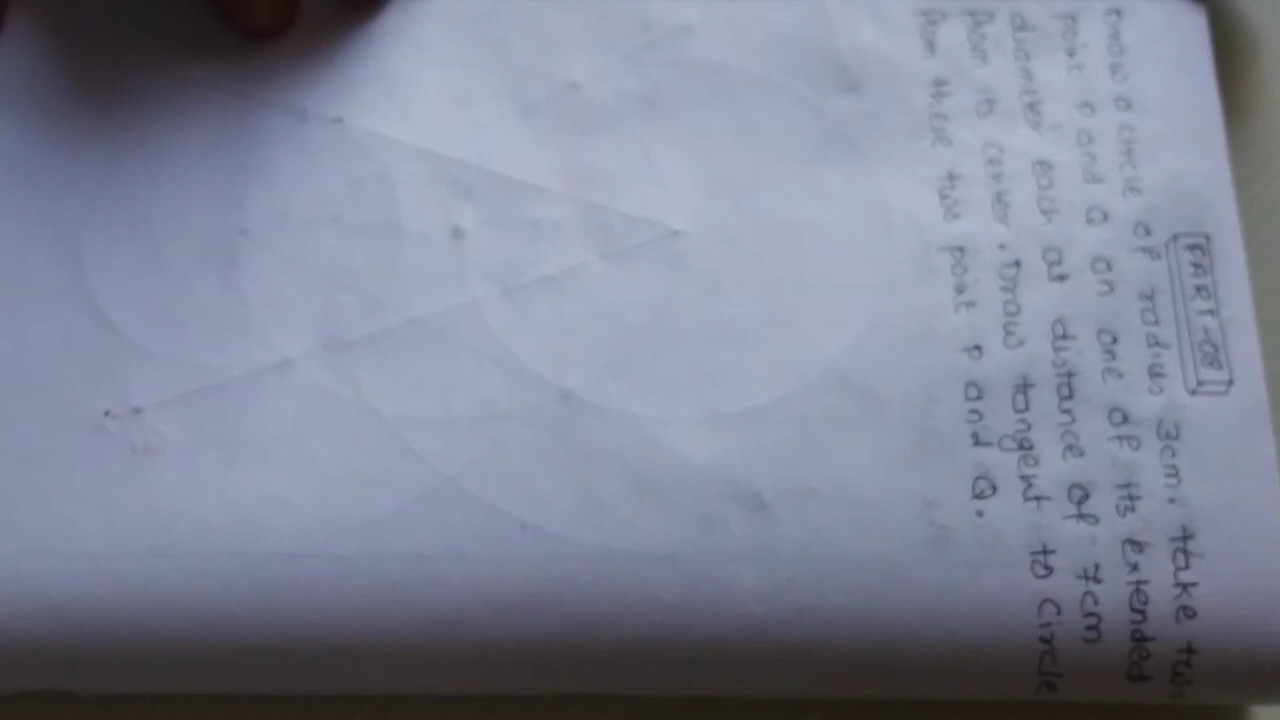 PART-08
Draw a circle of radius 3cm. take two
point P and Q on one of its extended
diameter each at distance of 7cm
from its center. Draw tangent to circle
from these two point p and Q.